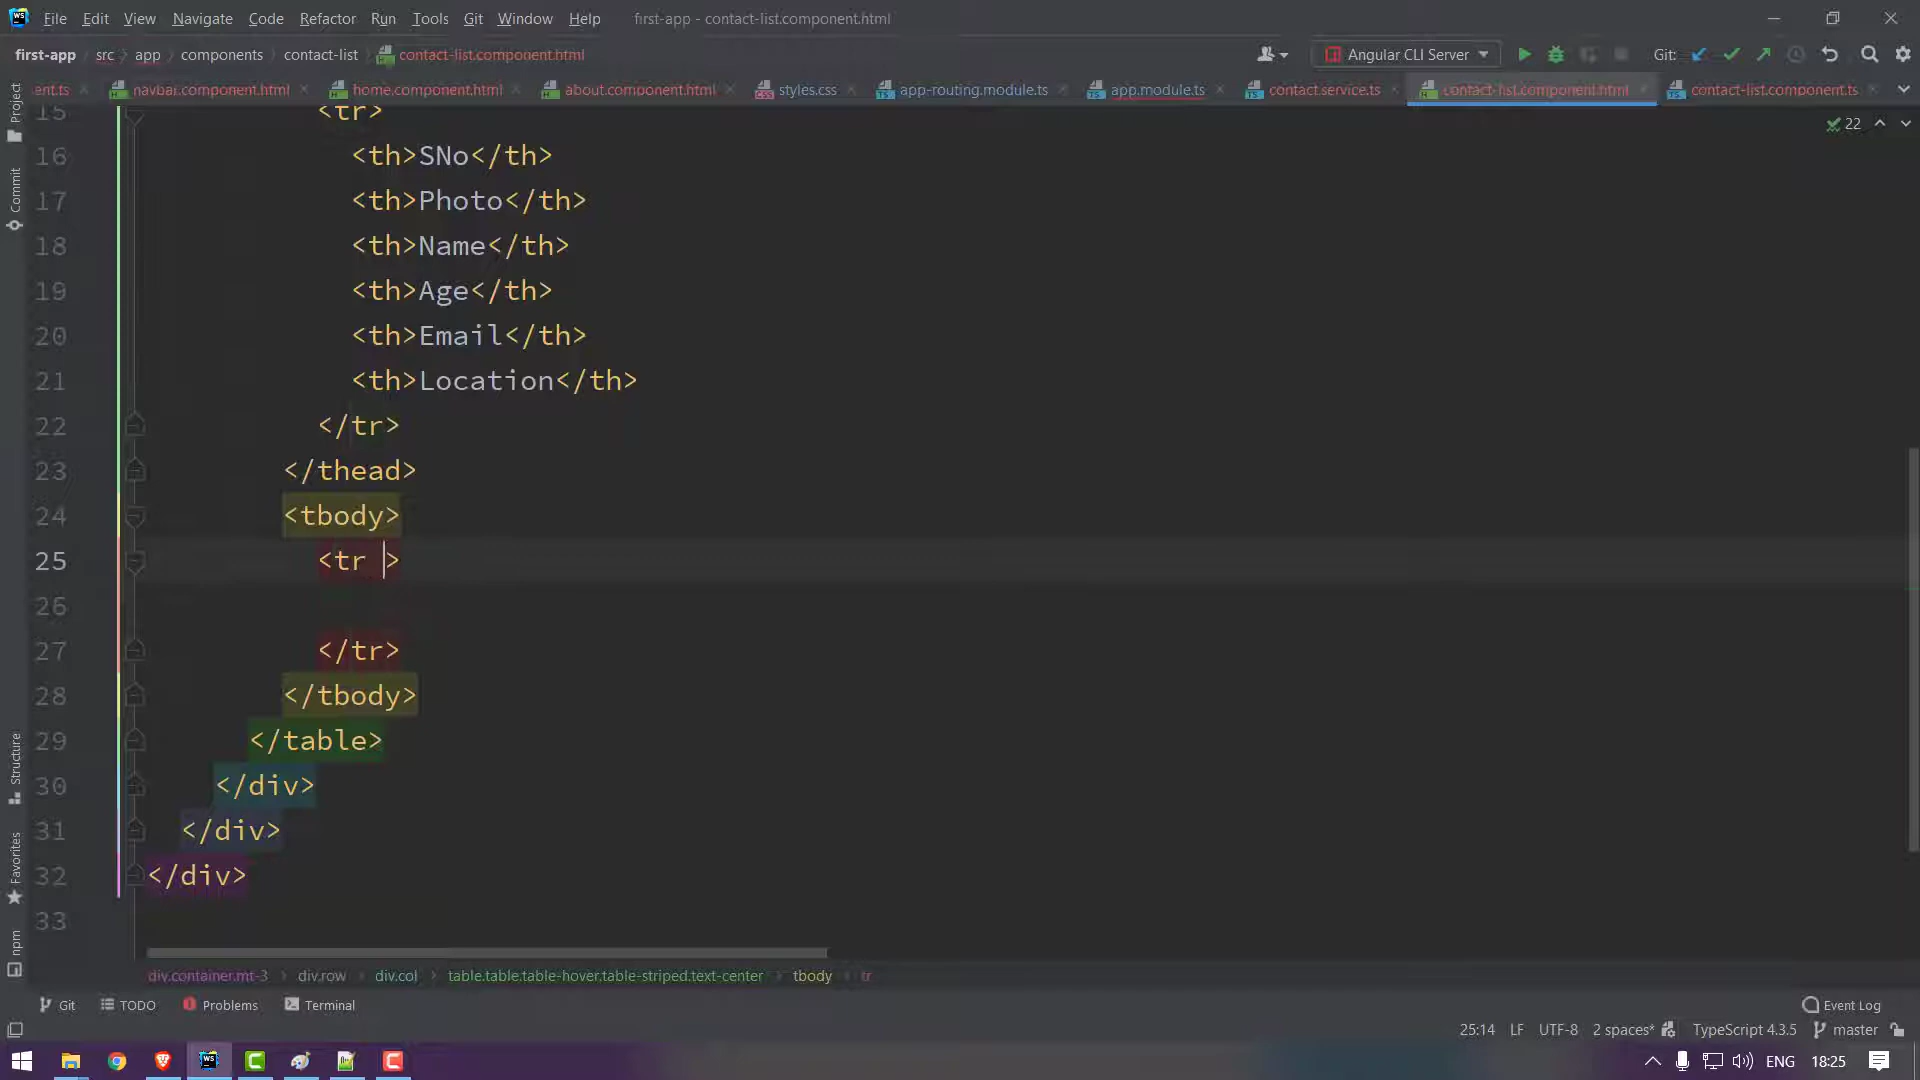 File Edit View Navigate Code Refactor Run Tools Git Window Help first-app - contact-list.component.html
first-app src app components contact-list contact-list.component.html Angular CLI Server Git:
ent.ts navbai.component.html home.component.html about.component.html styles.css app-routing.module.ts app.module.ts contact.service.ts contact-list.component.html contact-list.component.ts
Project
Commit
Structure
Favorites
npm
22
15 <tr>
16 <th>SNo</th>
17 <th>Photo</th>
18 <th>Name</th>
19 <th>Age</th>
20 <th>Email</th>
21 <th>Location</th>
22 </tr>
23 </thead>
24 <tbody>
25 <tr >
26
27 </tr>
28 </tbody>
29 </table>
30 </div>
31 </div>
32 </div>
33
div.container.mt-3 div.row div.col table.table.table-hover.table-striped.text-center tbody tr
Git TODO Problems Terminal Event Log
25:14 LF UTF-8 2 spaces* TypeScript 4.3.5 master
WS ENG 18:25